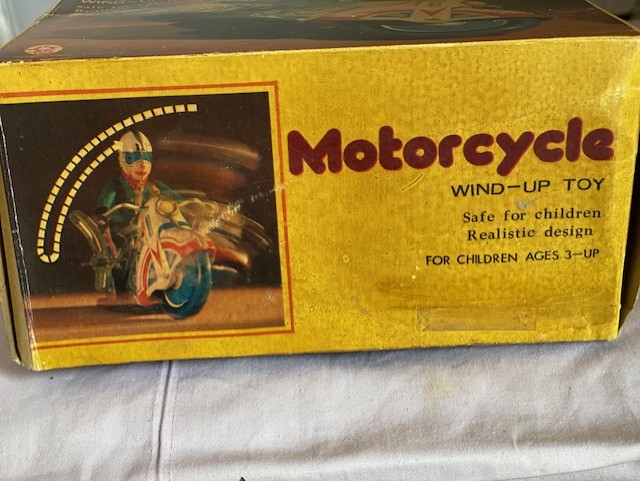 Motorcycle
WIND-UP TOY
Safe for children
Realistic design
FOR CHILDREN AGES 3-UP